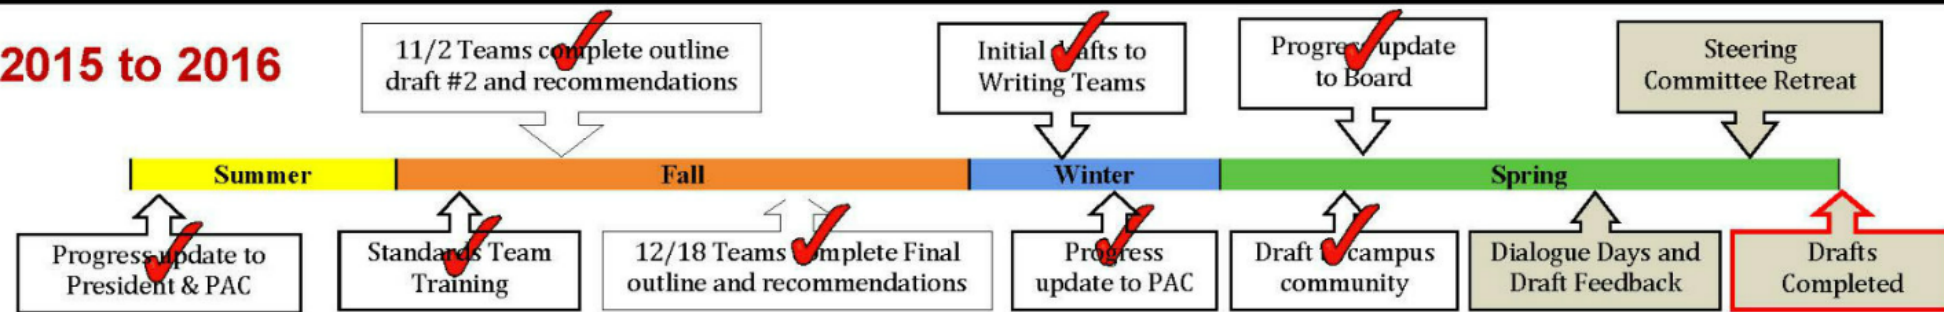 2015 to 2016
11/2 Teams complete outline
draft #2 and recommendations
Initial drafts to
Writing Teams
Progress update
to Board
Steering
Committee Retreat
Summer
Fall
Winter
Spring
Progress update to
President & PAC
Standards Team
Training
12/18 Teams complete Final
outline and recommendations
Progress
update to PAC
Draft to campus
community
Dialogue Days and
Draft Feedback
Drafts
Completed